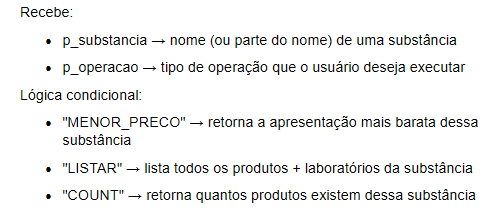 Recebe:
• p_substancia → nome (ou parte do nome) de uma substância
• p_operacao → tipo de operação que o usuário deseja executar
Lógica condicional:
• "MENOR_PRECO" → retorna a apresentação mais barata dessa
substância
• "LISTAR" → lista todos os produtos + laboratórios da substância
• "COUNT" → retorna quantos produtos existem dessa substância